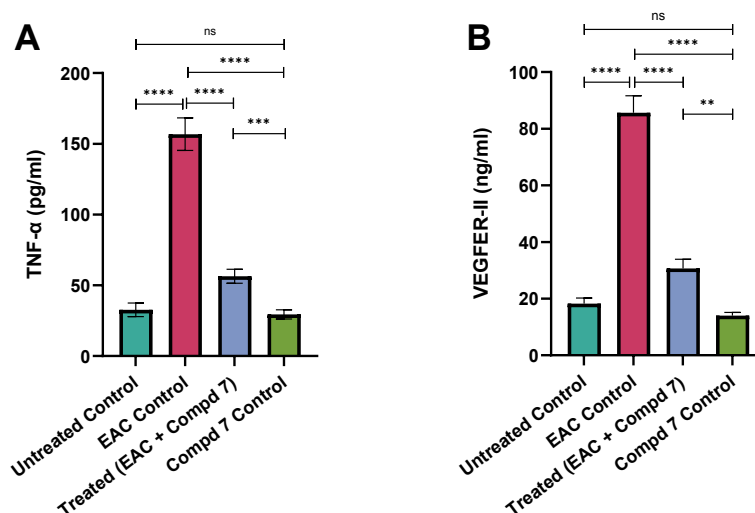 A
ns
****
**** ****
***
TNF-α (pg/ml)
200
150
100
50
0
Untreated Control
EAC Control
Treated (EAC + Compd 7)
Compd 7 Control
B
ns
****
**** ****
**
VEGFER-II (ng/ml)
100
80
60
40
20
0
Untreated Control
EAC Control
Treated (EAC + Compd 7)
Compd 7 Control